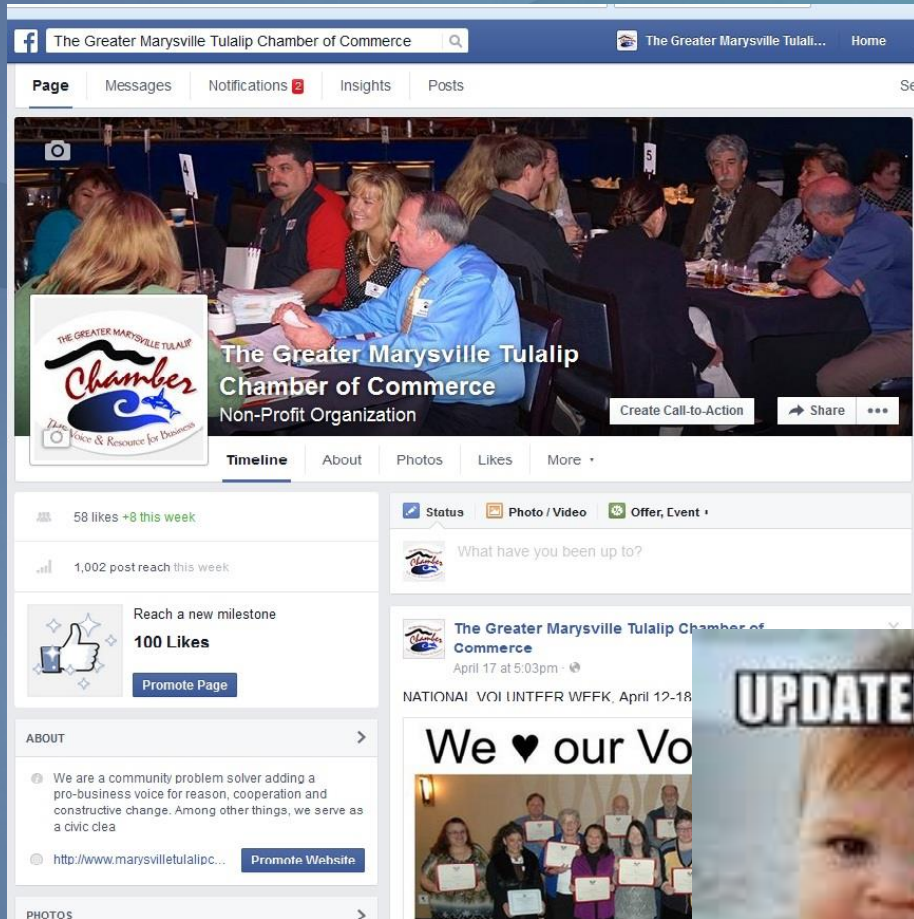 The Greater Marysville Tulalip Chamber of Commerce
The Greater Marysville Tulali...
Home
Page
Messages
Notifications 2
Insights
Posts
Se
4
5
THE GREATER MARYSVILLE TULALIP
Chamber
The Voice & Resource for Business
The Greater Marysville Tulalip
Chamber of Commerce
Non-Profit Organization
Create Call-to-Action
Share
Timeline
About
Photos
Likes
More
58 likes +8 this week
1,002 post reach this week
Reach a new milestone
100 Likes
Promote Page
ABOUT
We are a community problem solver adding a
pro-business voice for reason, cooperation and
constructive change. Among other things, we serve as
a civic clea
http://www.marysvilletulalipc...
Promote Website
PHOTOS
Status
Photo / Video
Offer, Event
What have you been up to?
The Greater Marysville Tulalip Chamber of
Commerce
April 17 at 5:03pm
NATIONAL VOLUNTEER WEEK, April 12-18
We ♥ our Vo
UPDATE